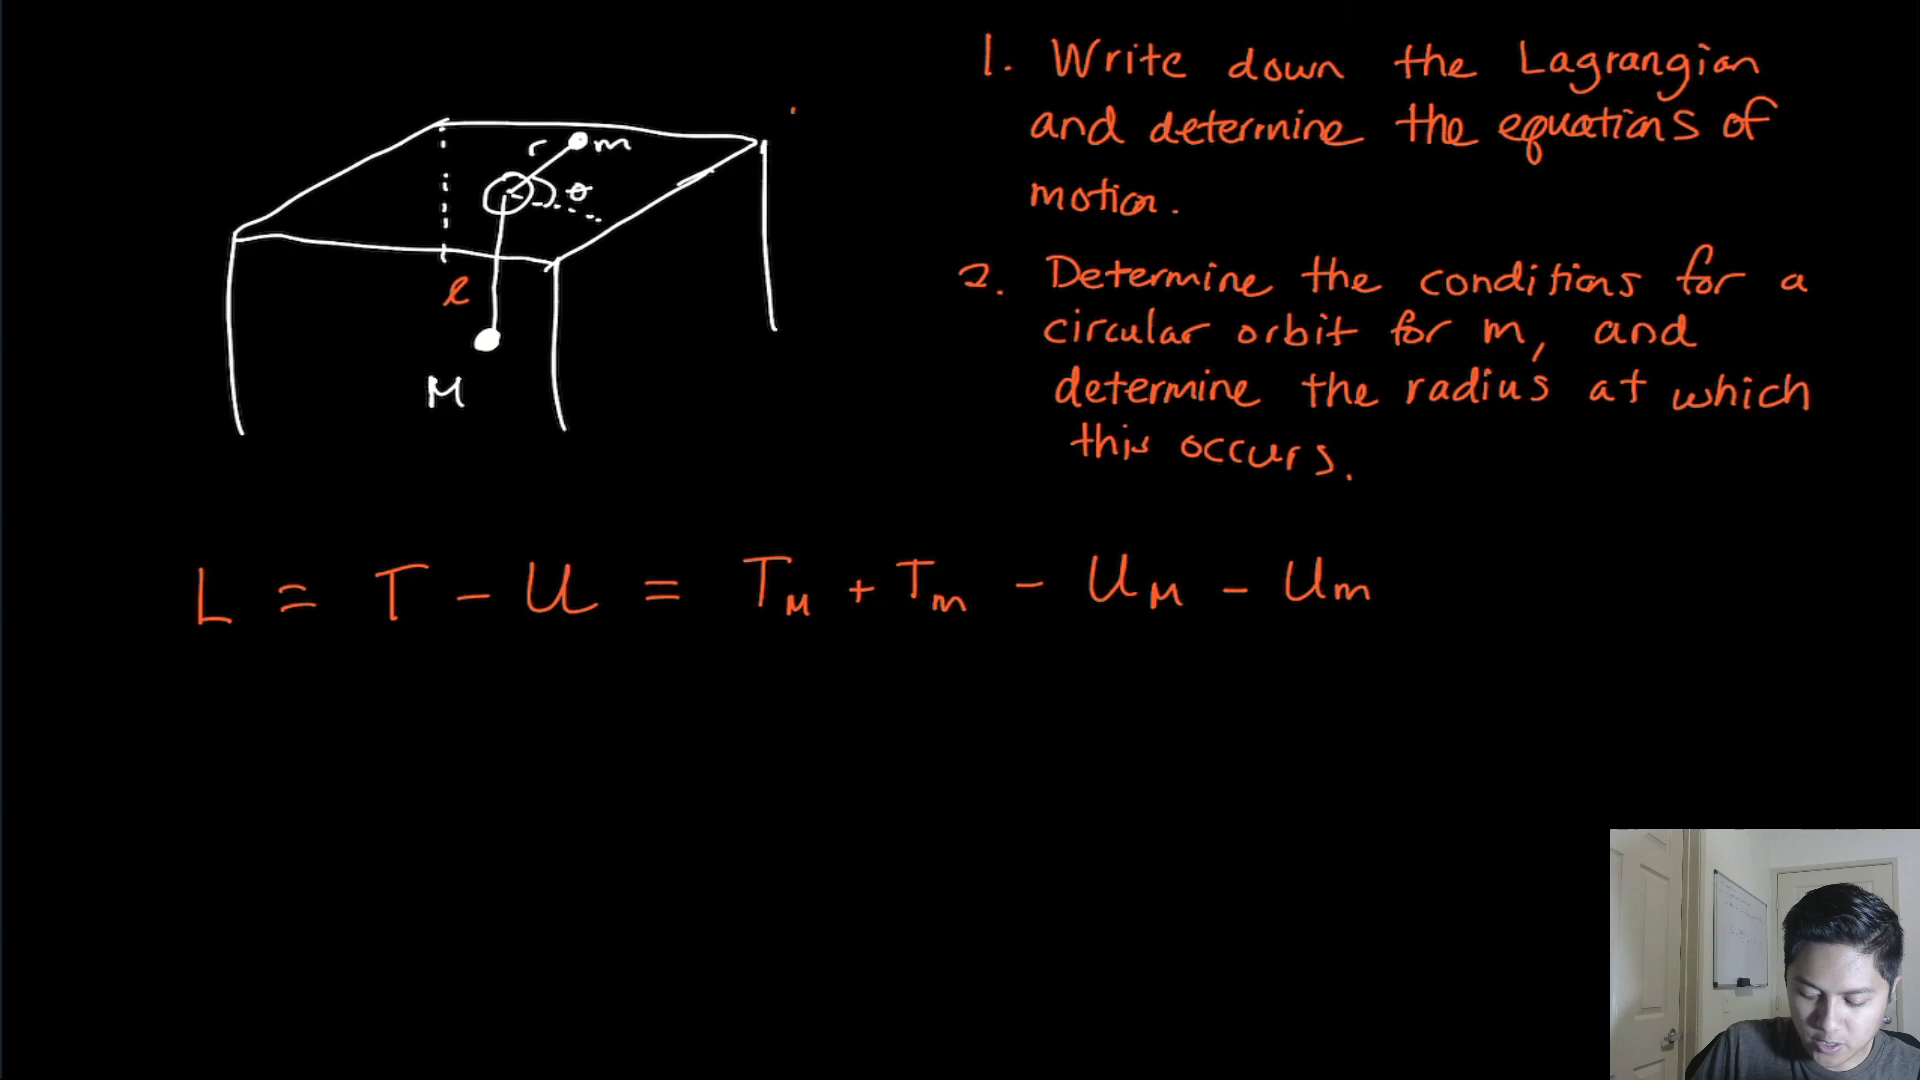 1. Write down the Lagrangian
and determine the equations of
motion.
2. Determine the conditions for a
circular orbit for m, and
determine the radius at which
this occurs.
r
m
θ
ℓ
M
L = T - U = T_M + T_m - U_M - U_m